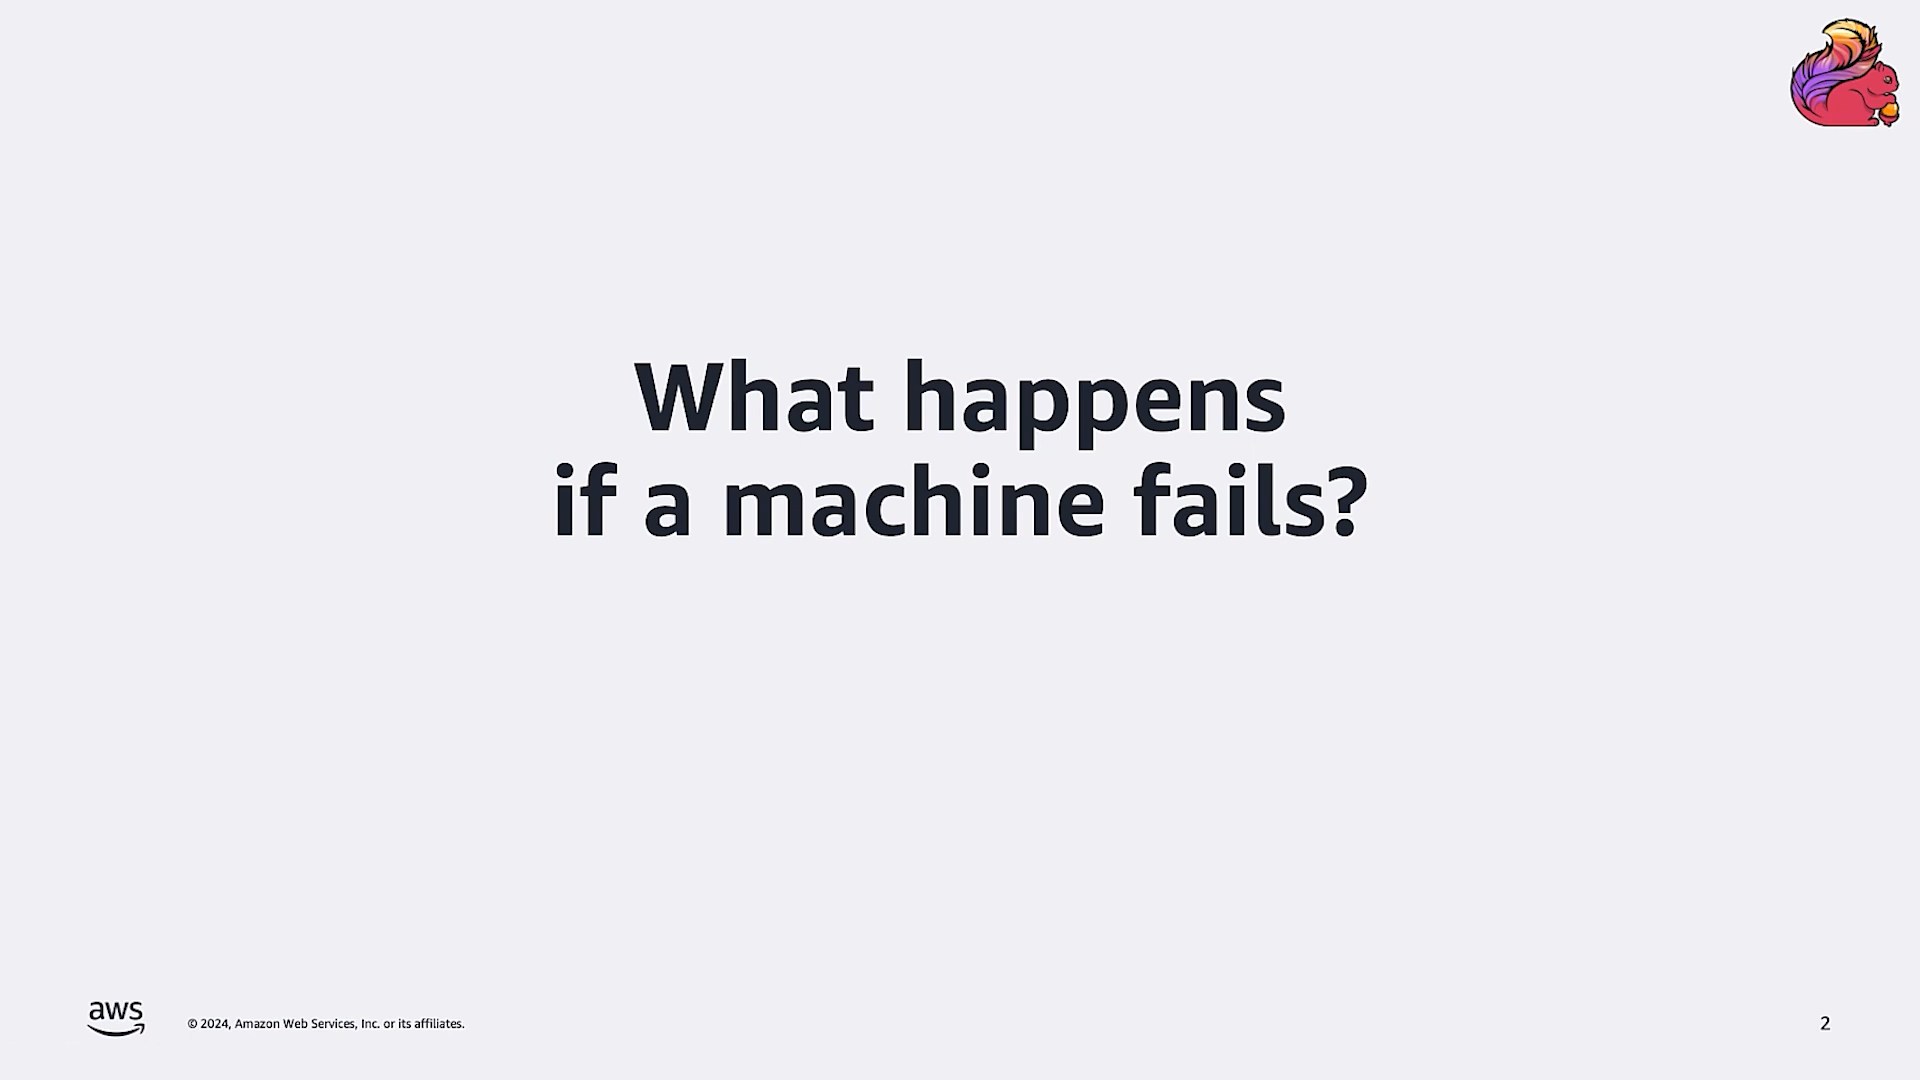 What happens
if a machine fails?
aws
© 2024, Amazon Web Services, Inc. or its affiliates.
2